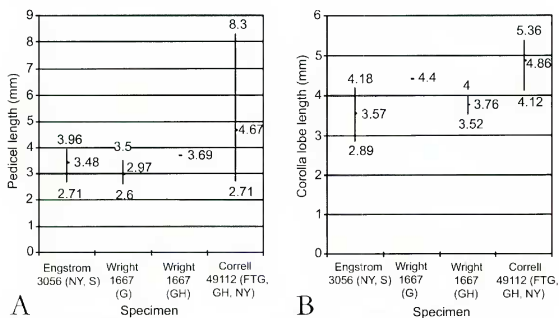 9
8.3
8
7
6
5
4.67
4
3.96
3.5
3.48
3.69
2.97
3
2.71
2.6
2.71
2
1
0
Pedicel length (mm)
Engstrom
3056 (NY, S)
Wright
1667
(G)
Wright
1667
(GH)
Correll
49112 (FTG,
GH, NY)
A
Specimen
6
5.36
5
4.86
4.18
4.4
4
4
4.12
3.57
3.76
3.52
3
2.89
2
1
0
Corolla lobe length (mm)
Engstrom
3056 (NY, S)
Wright
1667
(G)
Wright
1667
(GH)
Correll
49112 (FTG,
GH, NY)
B
Specimen